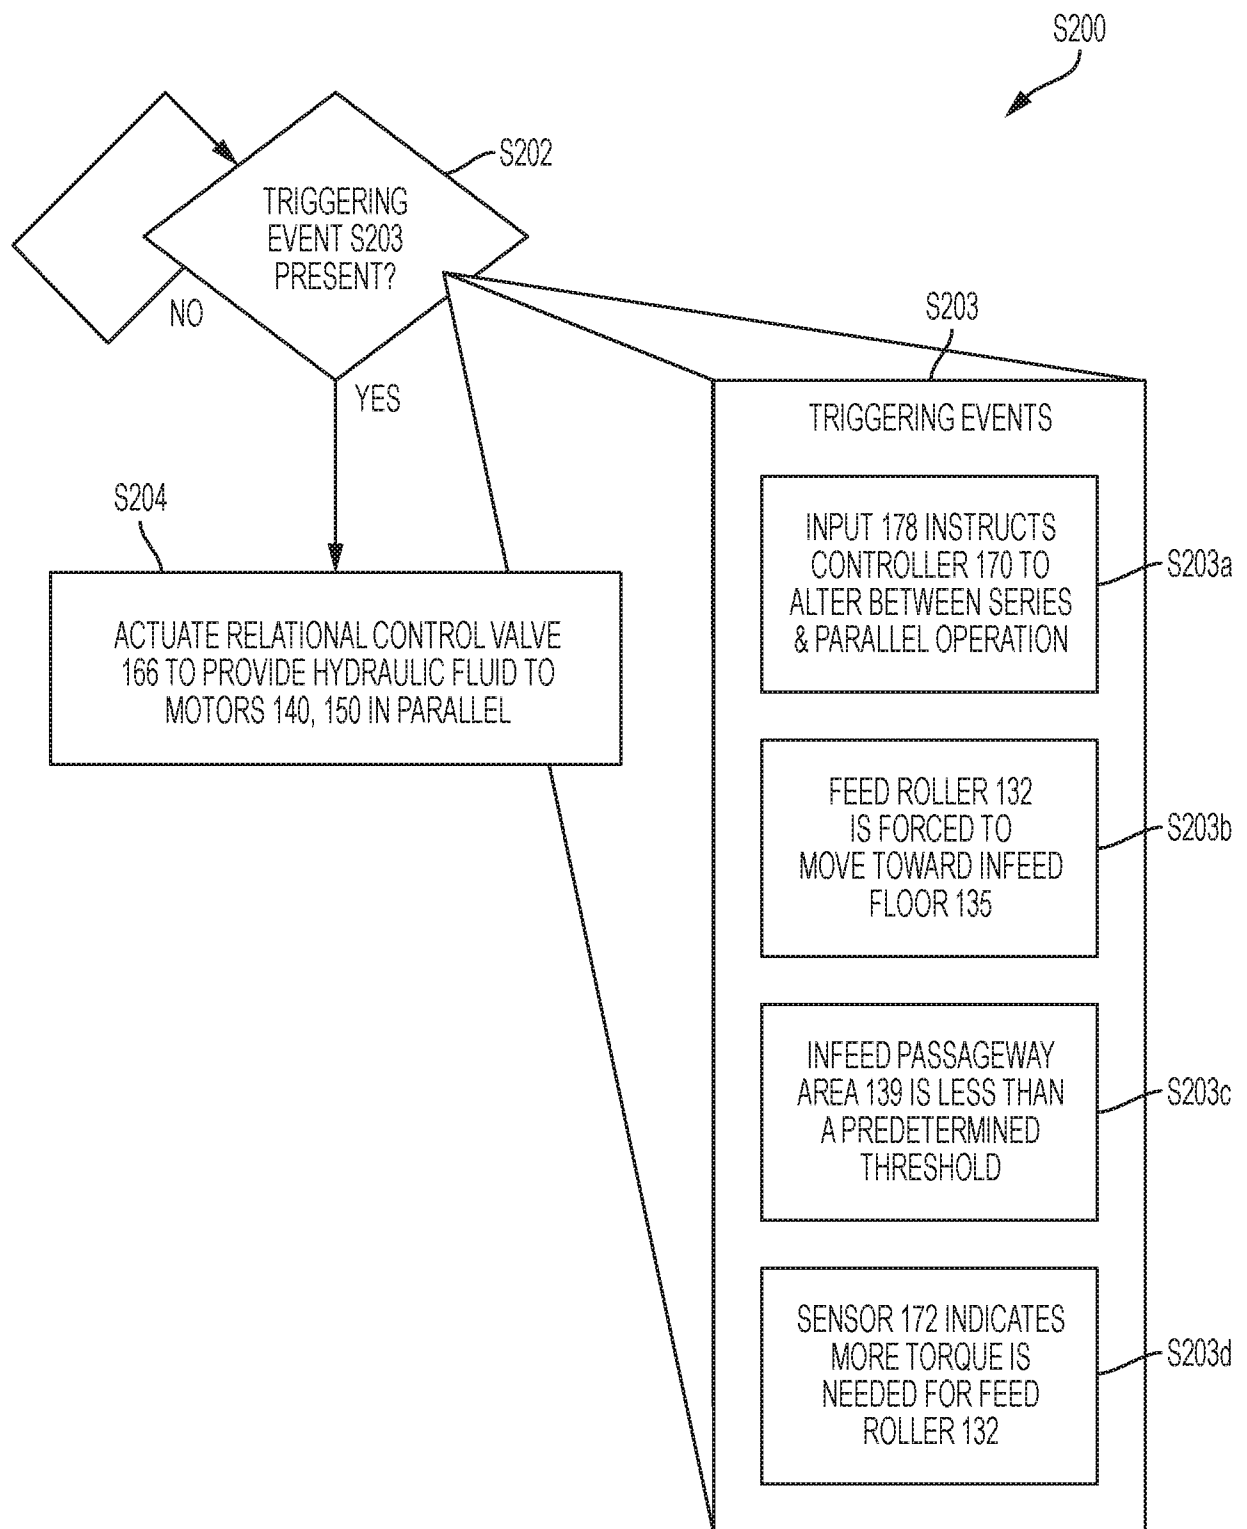 S200
S202
TRIGGERING
EVENT S203
PRESENT?
NO
YES
S203
TRIGGERING EVENTS
S204
ACTUATE RELATIONAL CONTROL VALVE
166 TO PROVIDE HYDRAULIC FLUID TO
MOTORS 140, 150 IN PARALLEL
INPUT 178 INSTRUCTS
CONTROLLER 170 TO
ALTER BETWEEN SERIES
& PARALLEL OPERATION
S203a
FEED ROLLER 132
IS FORCED TO
MOVE TOWARD INFEED
FLOOR 135
S203b
INFEED PASSAGEWAY
AREA 139 IS LESS THAN
A PREDETERMINED
THRESHOLD
S203c
SENSOR 172 INDICATES
MORE TORQUE IS
NEEDED FOR FEED
ROLLER 132
S203d